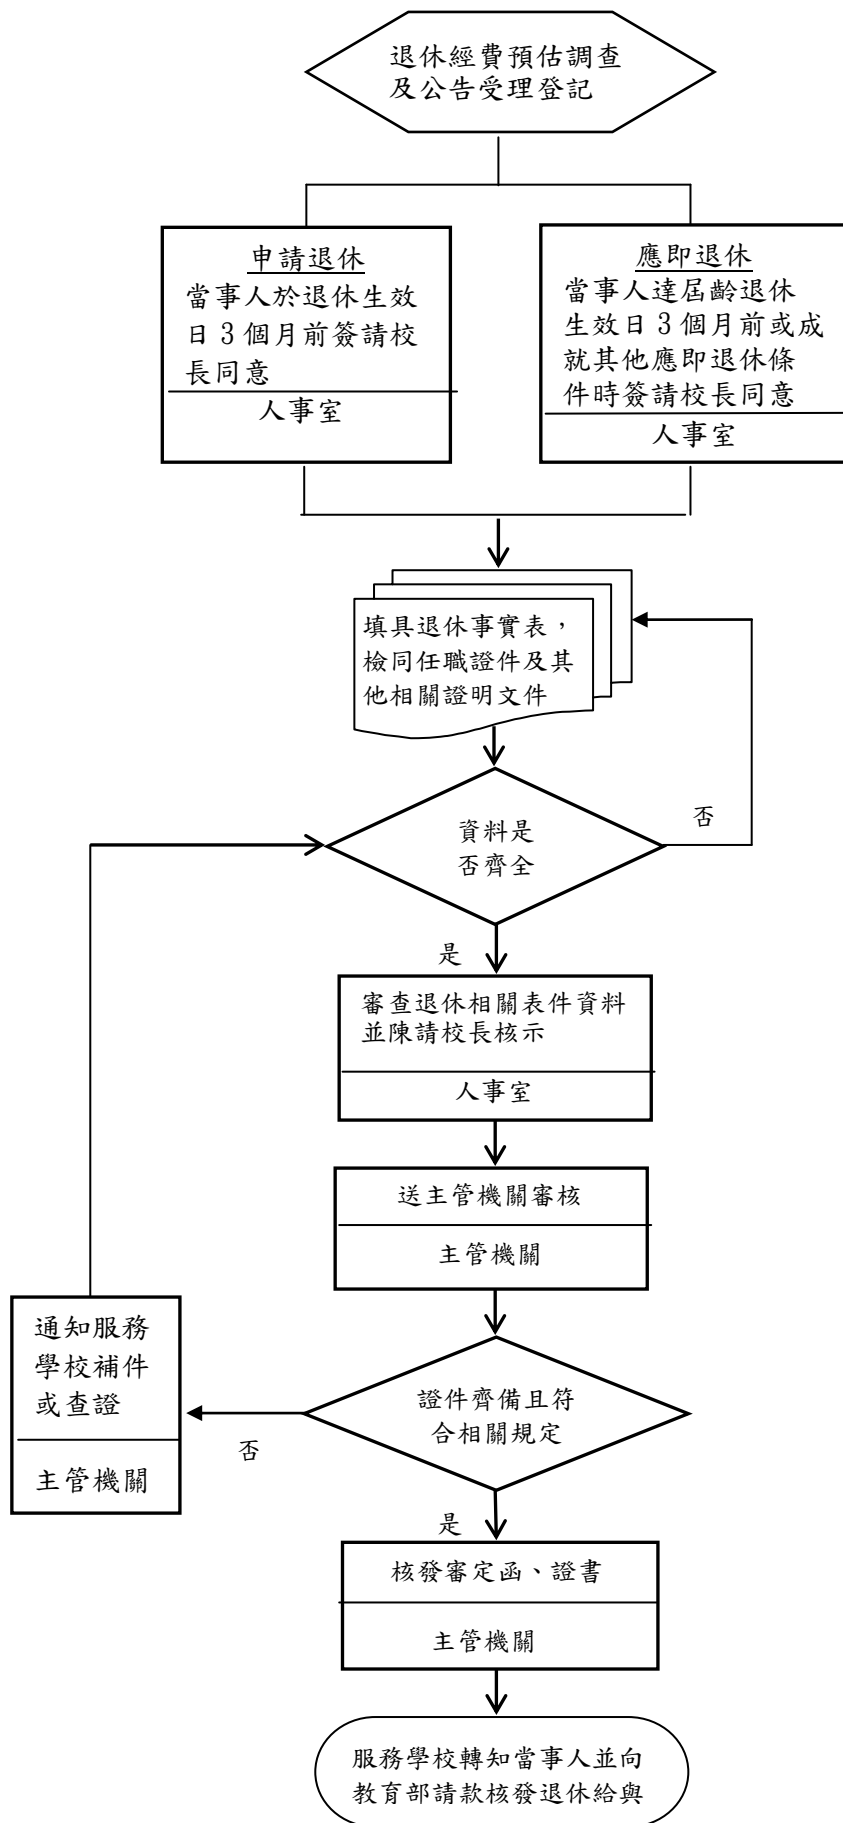 退休經費預估調查
及公告受理登記
申請退休
當事人於退休生效
日 3 個月前簽請校
長同意
人事室
應即退休
當事人達屆齡退休
生效日 3 個月前或成
就其他應即退休條
件時簽請校長同意
人事室
填具退休事實表，
檢同任職證件及其
他相關證明文件
資料是
否齊全
否
是
審查退休相關表件資料
並陳請校長核示
人事室
送主管機關審核
主管機關
通知服務
學校補件
或查證
主管機關
證件齊備且符
合相關規定
否
是
核發審定函、證書
主管機關
服務學校轉知當事人並向
教育部請款核發退休給與